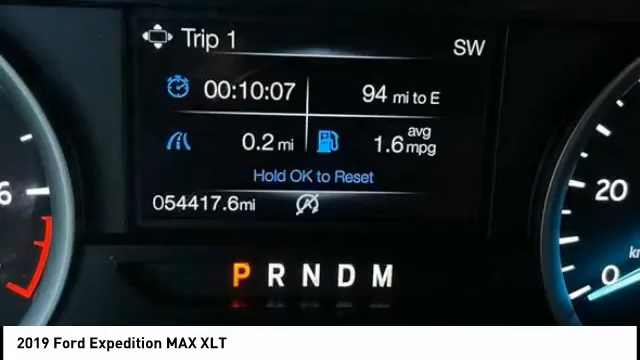 Trip 1
SW
00:10:07
94 mi to E
0.2 mi
1.6 avg mpg
Hold OK to Reset
054417.6mi
6
20
0
P R N D M
2019 Ford Expedition MAX XLT